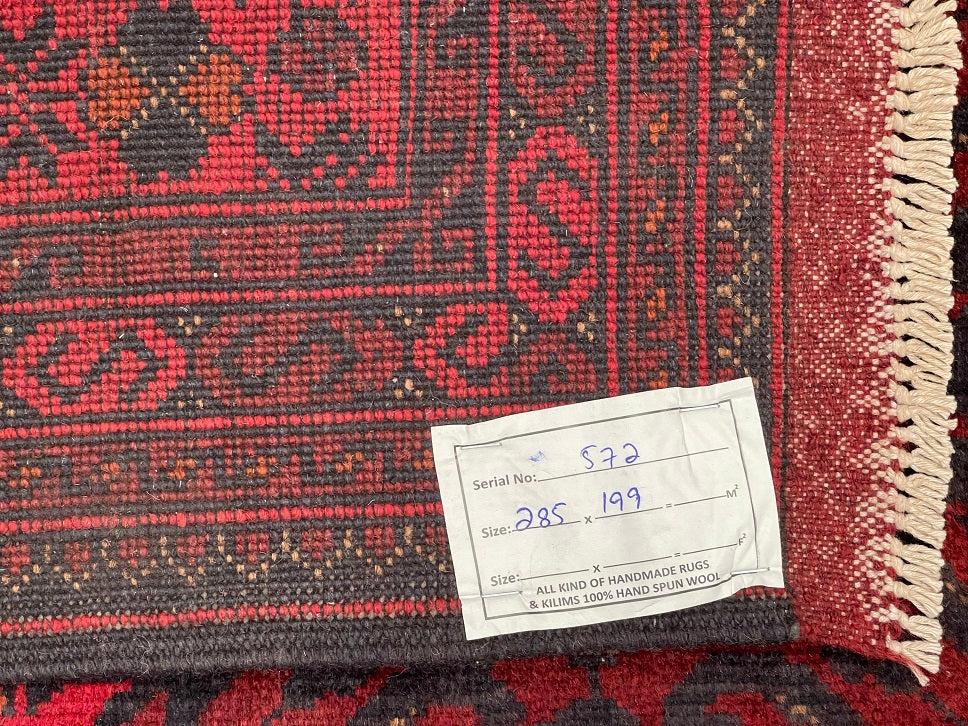 Serial No: 572
Size: 285 x 199 = M²
Size: x = F²
ALL KIND OF HANDMADE RUGS
& KILIMS 100% HAND SPUN WOOL